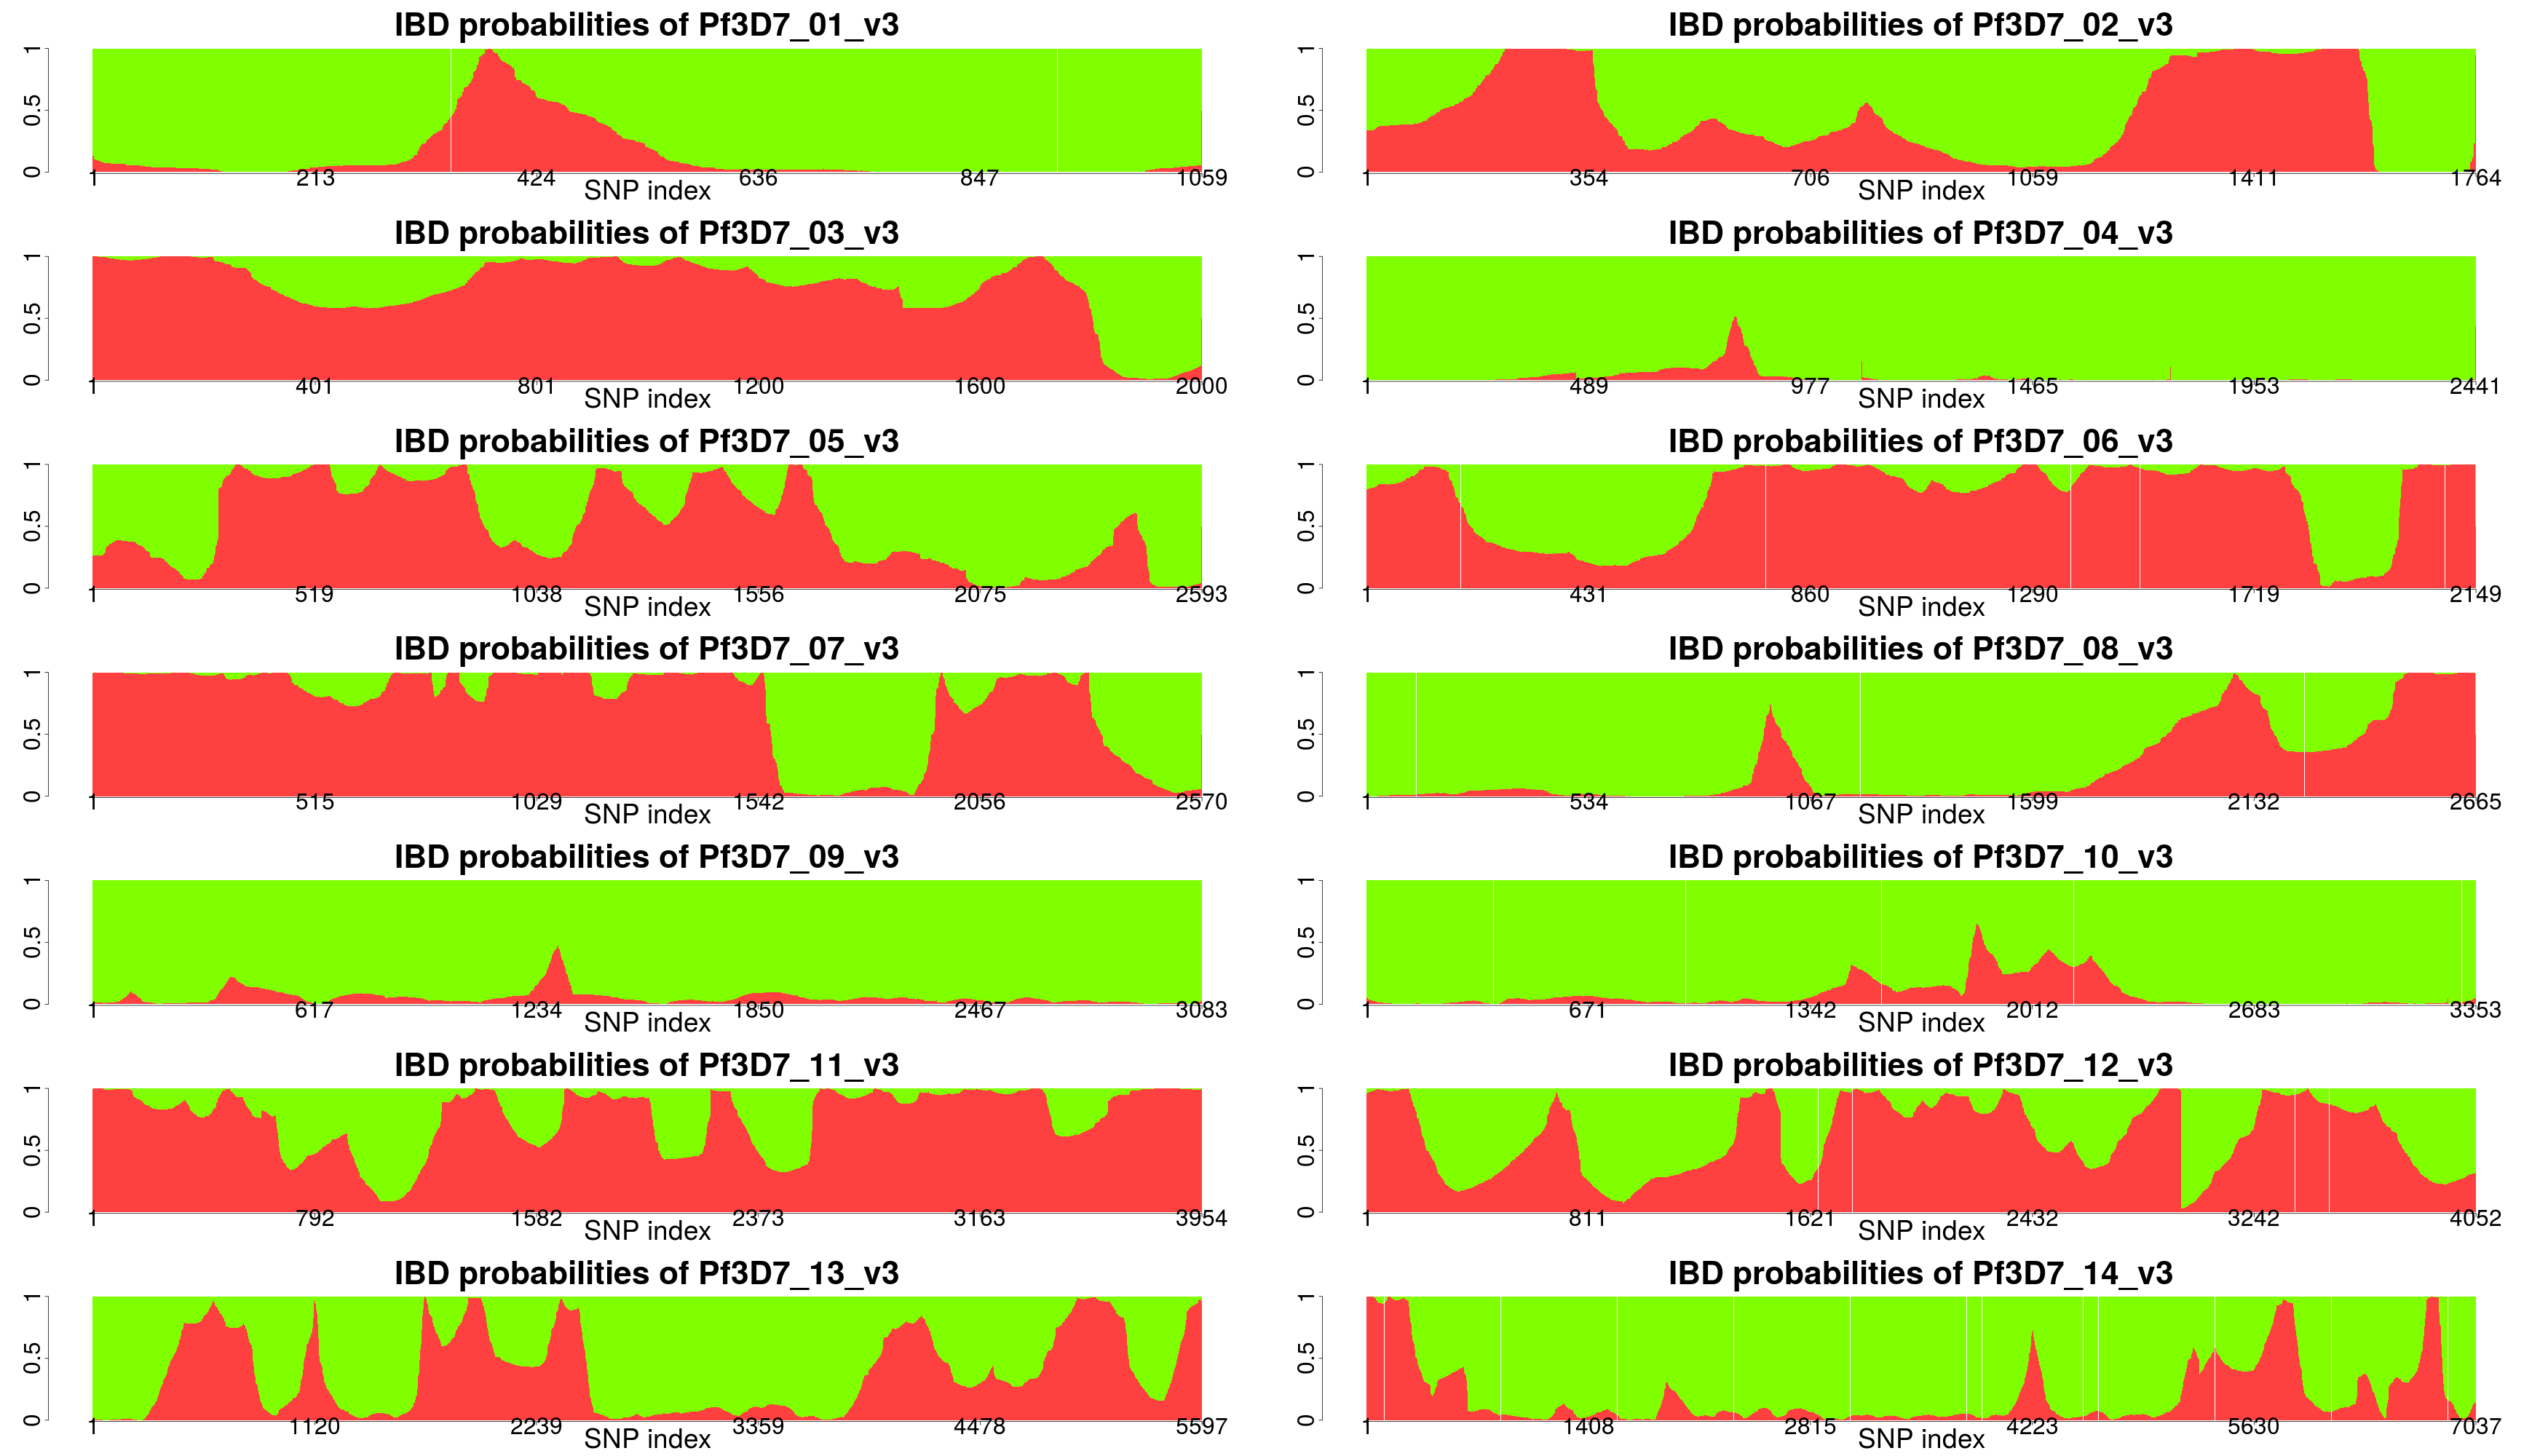 IBD probabilities of Pf3D7_01_v3
0 0.5 1
1 213 424 636 847 1059
SNP index
IBD probabilities of Pf3D7_02_v3
0 0.5 1
1 354 706 1059 1411 1764
SNP index
IBD probabilities of Pf3D7_03_v3
0 0.5 1
1 401 801 1200 1600 2000
SNP index
IBD probabilities of Pf3D7_04_v3
0 0.5 1
1 489 977 1465 1953 2441
SNP index
IBD probabilities of Pf3D7_05_v3
0 0.5 1
1 519 1038 1556 2075 2593
SNP index
IBD probabilities of Pf3D7_06_v3
0 0.5 1
1 431 860 1290 1719 2149
SNP index
IBD probabilities of Pf3D7_07_v3
0 0.5 1
1 515 1029 1542 2056 2570
SNP index
IBD probabilities of Pf3D7_08_v3
0 0.5 1
1 534 1067 1599 2132 2665
SNP index
IBD probabilities of Pf3D7_09_v3
0 0.5 1
1 617 1234 1850 2467 3083
SNP index
IBD probabilities of Pf3D7_10_v3
0 0.5 1
1 671 1342 2012 2683 3353
SNP index
IBD probabilities of Pf3D7_11_v3
0 0.5 1
1 792 1582 2373 3163 3954
SNP index
IBD probabilities of Pf3D7_12_v3
0 0.5 1
1 811 1621 2432 3242 4052
SNP index
IBD probabilities of Pf3D7_13_v3
0 0.5 1
1 1120 2239 3359 4478 5597
SNP index
IBD probabilities of Pf3D7_14_v3
0 0.5 1
1 1408 2815 4223 5630 7037
SNP index